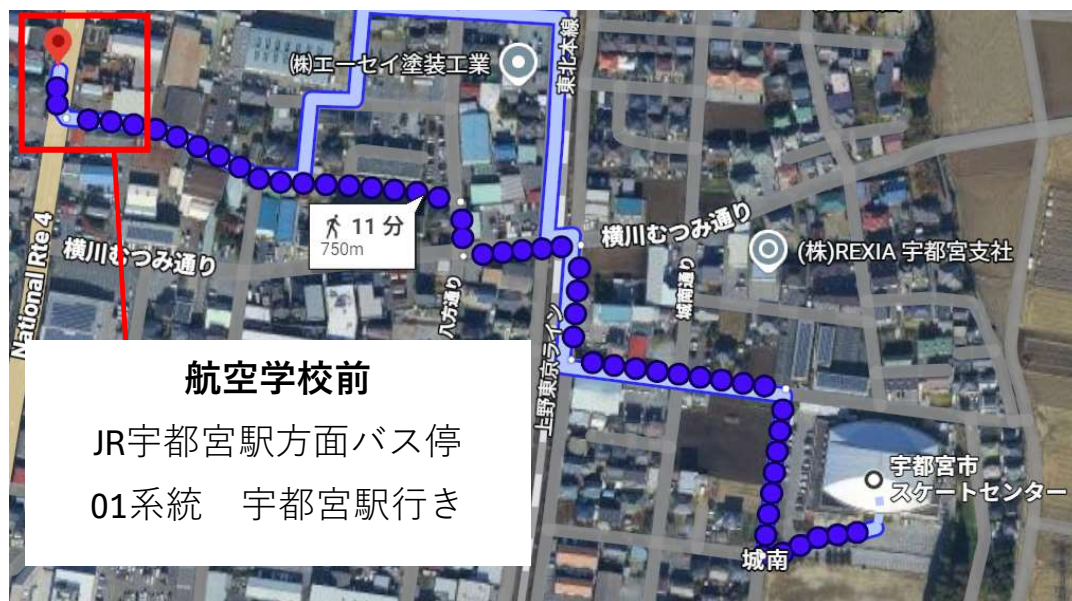 (株)エーセイ塗装工業
東北本線
National Rte 4
横川むつみ通り
11 分
750m
八方通り
横川むつみ通り
(株)REXIA 宇都宮支社
城南通り
上野東京ライン
航空学校前
JR宇都宮駅方面バス停
01系統 宇都宮駅行き
宇都宮市
スケートセンター
城南